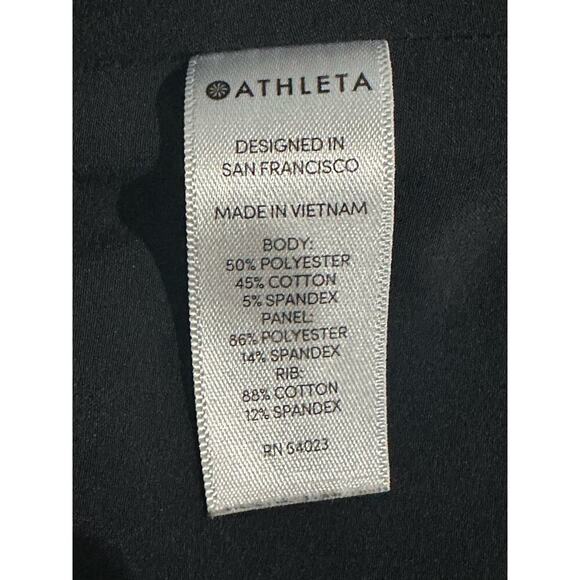 ATHLETA
DESIGNED IN
SAN FRANCISCO
MADE IN VIETNAM
BODY:
50% POLYESTER
45% COTTON
5% SPANDEX
PANEL:
86% POLYESTER
14% SPANDEX
RIB:
88% COTTON
12% SPANDEX
RN 54023